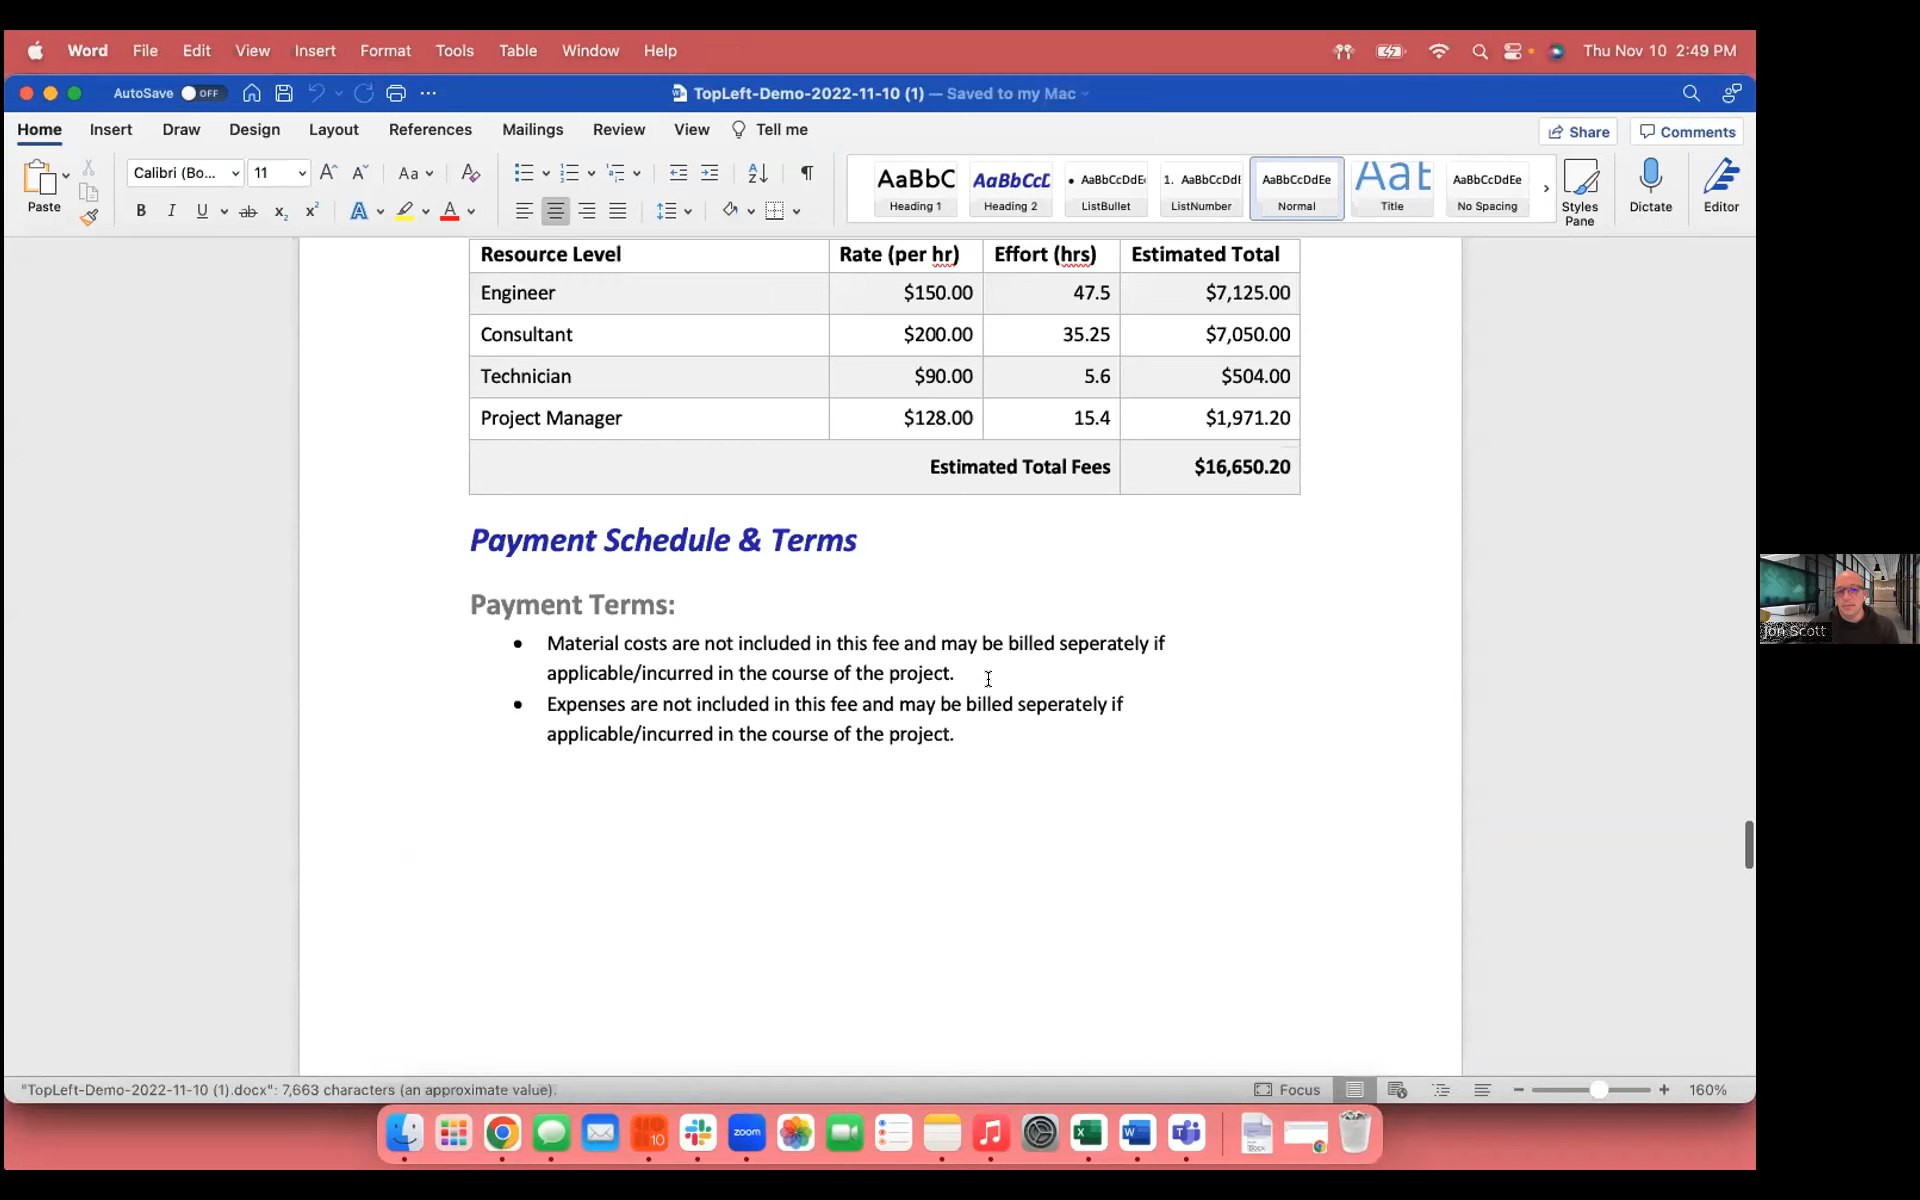 Word File Edit View Insert Format Tools Table Window Help Thu Nov 10 2:49 PM
AutoSave OFF TopLeft-Demo-2022-11-10 (1) — Saved to my Mac
Home Insert Draw Design Layout References Mailings Review View Tell me Share Comments
Paste Calibri (Bo... 11 Aa
AaBbC AaBbCcD AaBbCcDdE 1. AaBbCcDdE AaBbCcDdEe Aat AaBbCcDdEe
Heading 1 Heading 2 ListBullet ListNumber Normal Title No Spacing
Styles Pane Dictate Editor
Resource Level Rate (per hr) Effort (hrs) Estimated Total
Engineer $150.00 47.5 $7,125.00
Consultant $200.00 35.25 $7,050.00
Technician $90.00 5.6 $504.00
Project Manager $128.00 15.4 $1,971.20
Estimated Total Fees $16,650.20
Payment Schedule & Terms
Payment Terms:
• Material costs are not included in this fee and may be billed seperately if
applicable/incurred in the course of the project.
• Expenses are not included in this fee and may be billed seperately if
applicable/incurred in the course of the project.
Jon Scott
"TopLeft-Demo-2022-11-10 (1).docx": 7,663 characters (an approximate value). Focus 160%
10 zoom
DOCX